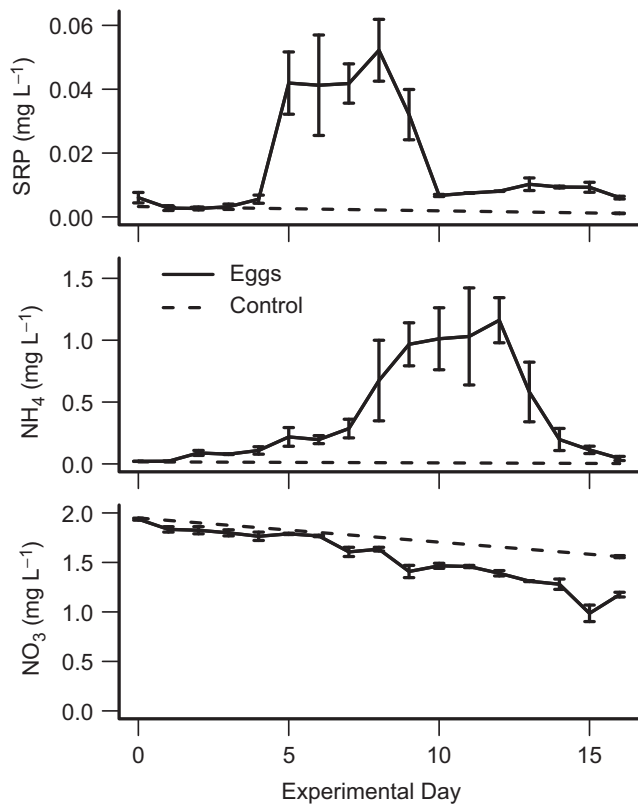 0.06
0.04
0.02
0.00
SRP (mg L⁻¹)
Eggs
Control
1.5
1.0
0.5
0.0
NH₄ (mg L⁻¹)
2.0
1.5
1.0
0.5
0.0
NO₃ (mg L⁻¹)
0 5 10 15
Experimental Day